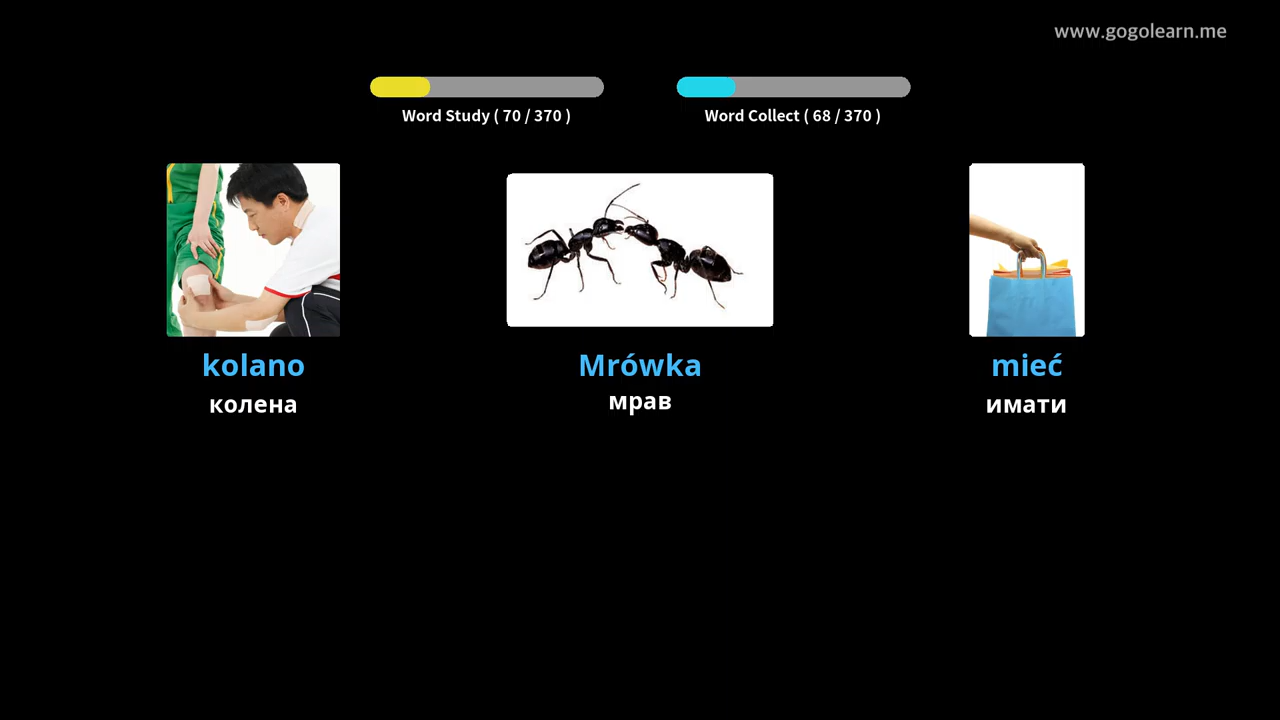 www.gogolearn.me
Word Study ( 70 / 370 )
Word Collect ( 68 / 370 )
kolano
колена
Mrówka
мрав
mieć
имати